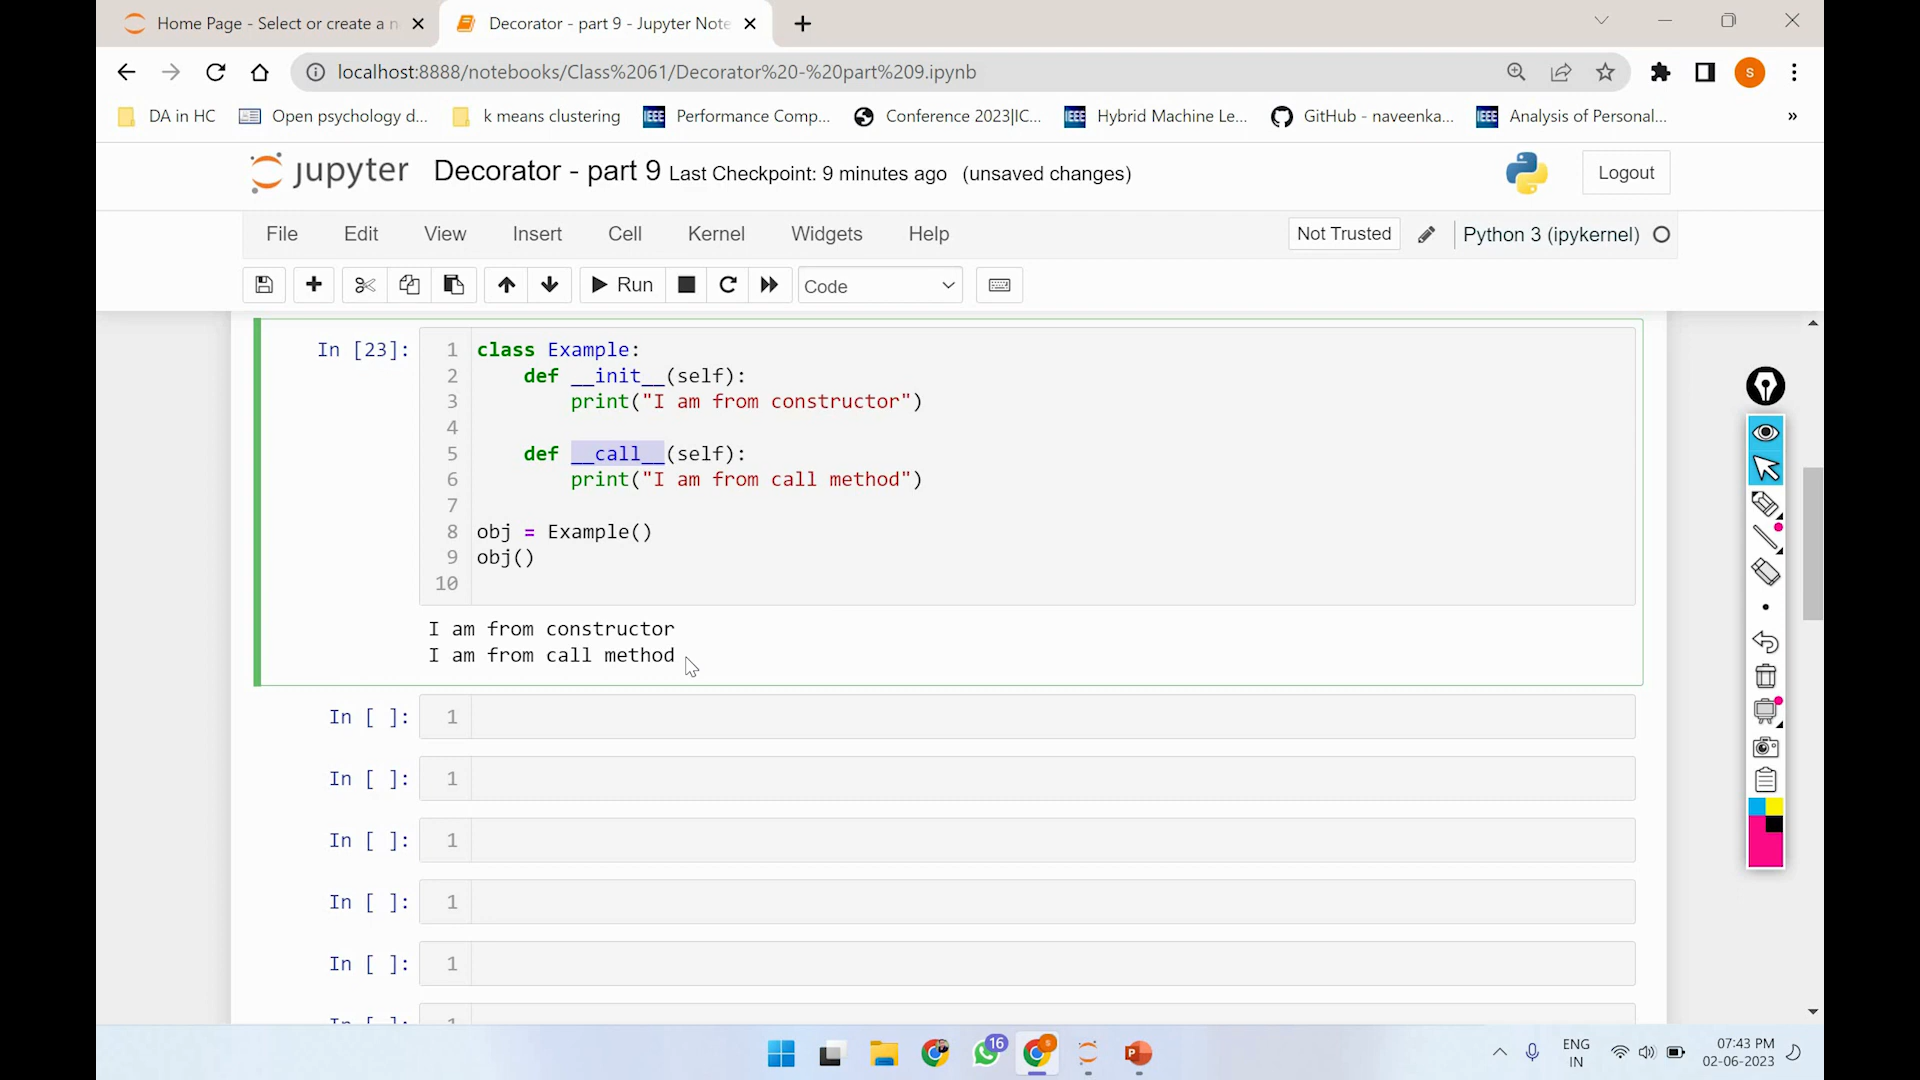 Home Page - Select or create a n
Decorator - part 9 - Jupyter Note
localhost:8888/notebooks/Class%2061/Decorator%20-%20part%209.ipynb
S
DA in HC
Open psychology d...
k means clustering
IEEE Performance Comp...
Conference 2023|IC...
IEEE Hybrid Machine Le...
GitHub - naveenka...
IEEE Analysis of Personal...
»
jupyter Decorator - part 9 Last Checkpoint: 9 minutes ago (unsaved changes)
Logout
File Edit View Insert Cell Kernel Widgets Help
Not Trusted
Python 3 (ipykernel)
Run
Code
In [23]:
1 class Example:
2 def __init__(self):
3 print("I am from constructor")
4
5 def __call__(self):
6 print("I am from call method")
7
8 obj = Example()
9 obj()
10
I am from constructor
I am from call method
In [ ]: 1
In [ ]: 1
In [ ]: 1
In [ ]: 1
In [ ]: 1
In [ ]: 1
16
ENG
IN
07:43 PM
02-06-2023